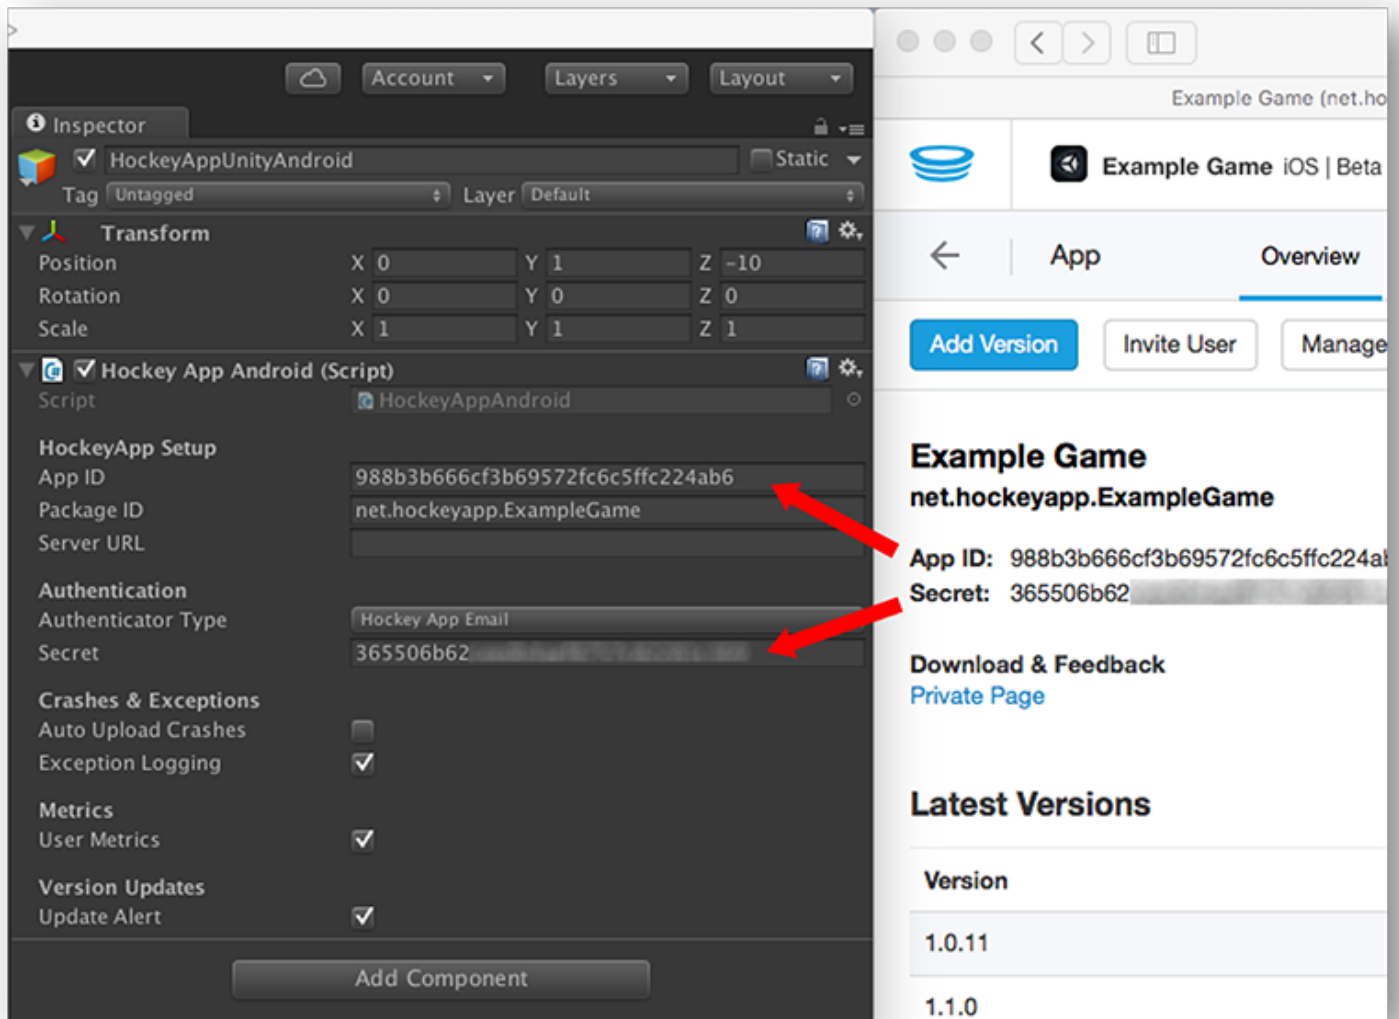 >
Account Layers Layout
Inspector
HockeyAppUnityAndroid Static
Tag Untagged Layer Default
Transform
Position X 0 Y 1 Z -10
Rotation X 0 Y 0 Z 0
Scale X 1 Y 1 Z 1
Hockey App Android (Script)
Script HockeyAppAndroid
HockeyApp Setup
App ID 988b3b666cf3b69572fc6c5ffc224ab6
Package ID net.hockeyapp.ExampleGame
Server URL
Authentication
Authenticator Type Hockey App Email
Secret 365506b62
Crashes & Exceptions
Auto Upload Crashes
Exception Logging
Metrics
User Metrics
Version Updates
Update Alert
Add Component
Example Game (net.ho
Example Game iOS | Beta
App Overview
Add Version Invite User Manage
Example Game
net.hockeyapp.ExampleGame
App ID: 988b3b666cf3b69572fc6c5ffc224a
Secret: 365506b62
Download & Feedback
Private Page
Latest Versions
Version
1.0.11
1.1.0